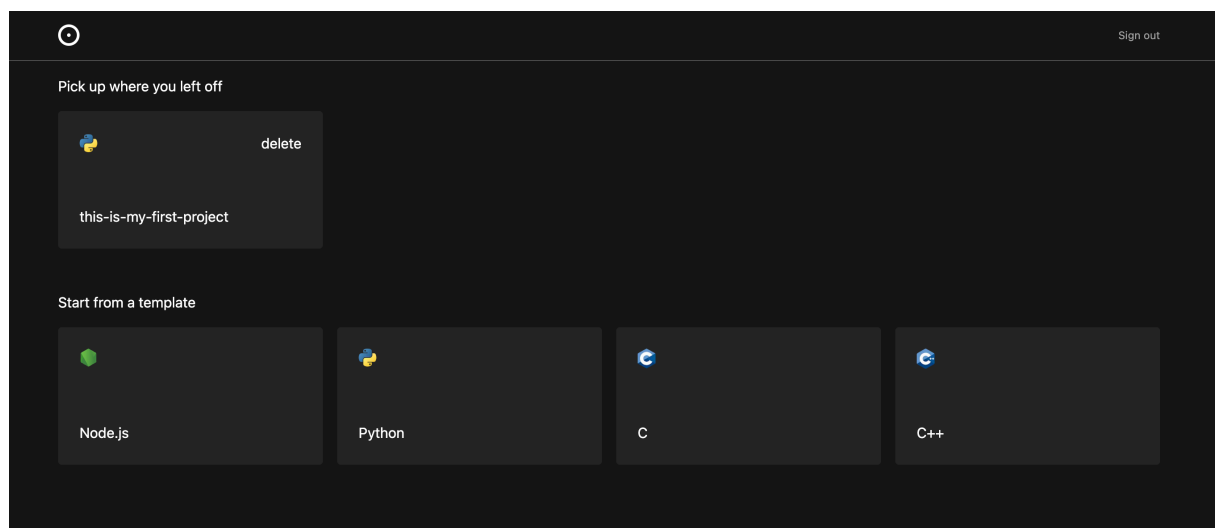 Sign out
Pick up where you left off
delete
this-is-my-first-project
Start from a template
Node.js
Python
C
C++